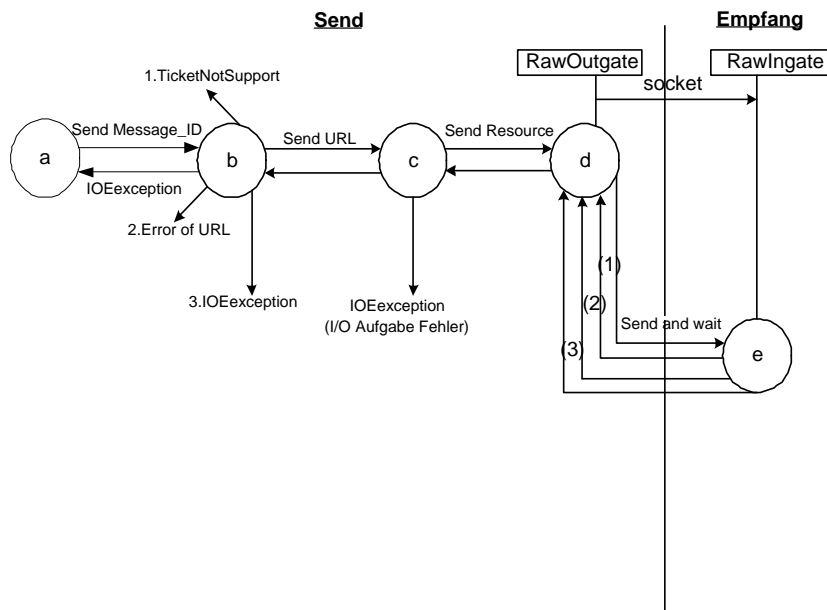 Send
Empfang
RawOutgate
RawIngate
1.TicketNotSupport
socket
Send Message_ID
Send URL
Send Resource
a
b
c
d
IOEexception
2.Error of URL
3.IOEexception
IOEexception
(I/O Aufgabe Fehler)
(1)
(2)
(3)
Send and wait
e